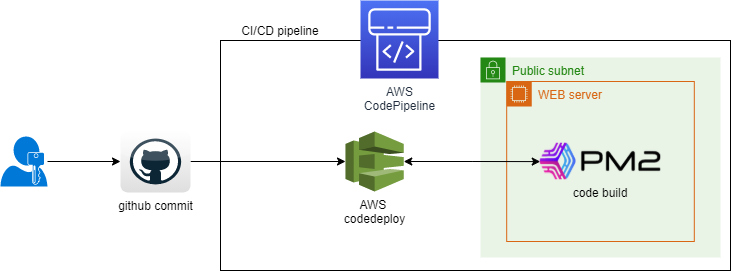 CI/CD pipeline
AWS
CodePipeline
Public subnet
WEB server
PM2
github commit
AWS
codedeploy
code build